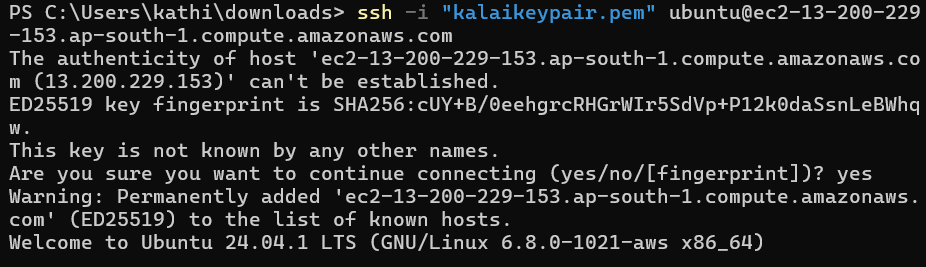 PS C:\Users\kathi\downloads> ssh -i "kalaikeypair.pem" ubuntu@ec2-13-200-229
-153.ap-south-1.compute.amazonaws.com
The authenticity of host 'ec2-13-200-229-153.ap-south-1.compute.amazonaws.co
m (13.200.229.153)' can't be established.
ED25519 key fingerprint is SHA256:cUY+B/0eehgrcRHGrWIr5SdVp+P12k0daSsnLeBWhq
w.
This key is not known by any other names.
Are you sure you want to continue connecting (yes/no/[fingerprint])? yes
Warning: Permanently added 'ec2-13-200-229-153.ap-south-1.compute.amazonaws.
com' (ED25519) to the list of known hosts.
Welcome to Ubuntu 24.04.1 LTS (GNU/Linux 6.8.0-1021-aws x86_64)